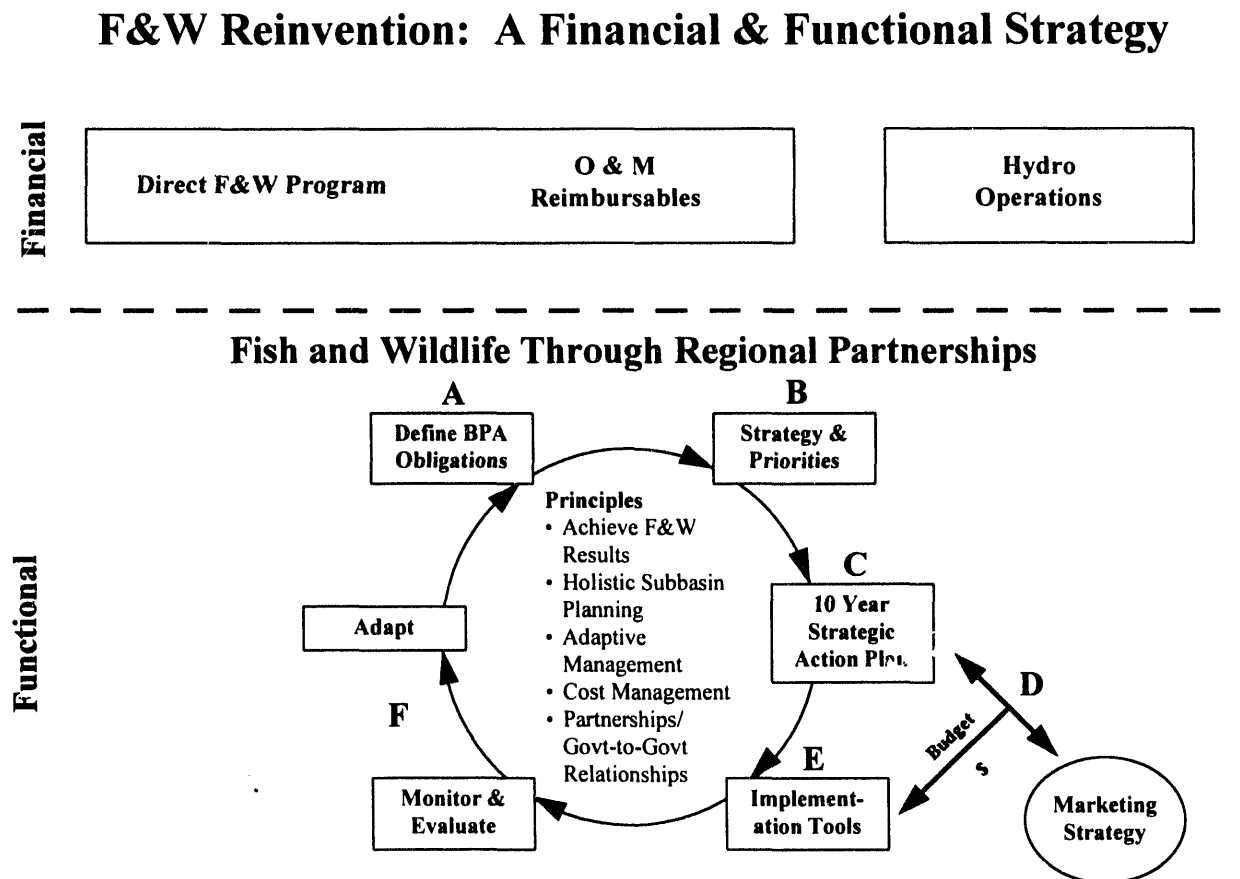 F&W Reinvention: A Financial & Functional Strategy
Financial
Direct F&W Program
O & M
Reimbursables
Hydro
Operations
Fish and Wildlife Through Regional Partnerships
Functional
A
Define BPA
Obligations
B
Strategy &
Priorities
Principles
• Achieve F&W
Results
• Holistic Subbasin
Planning
• Adaptive
Management
• Cost Management
• Partnerships/
Govt-to-Govt
Relationships
C
10 Year
Strategic
Action Plan
D
Budget
$
Marketing
Strategy
E
Implement-
ation Tools
Monitor &
Evaluate
F
Adapt